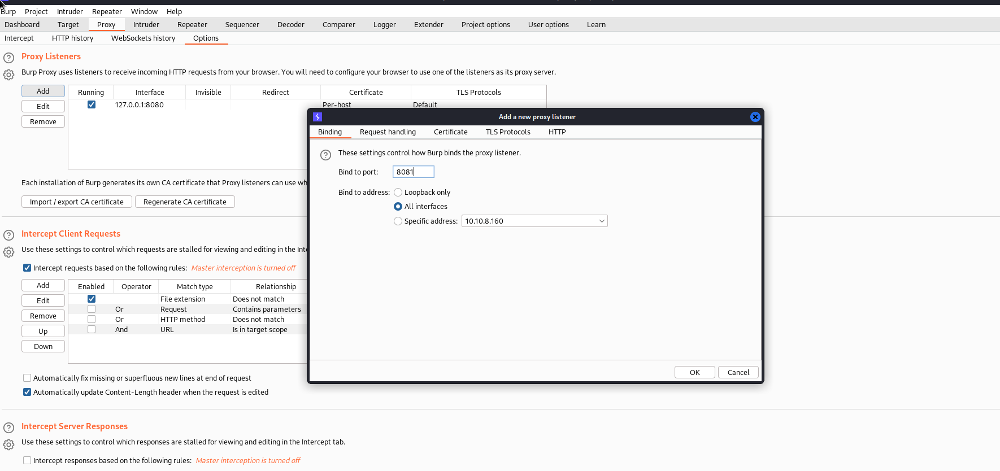 Burp Project Intruder Repeater Window Help
Dashboard Target Proxy Intruder Repeater Sequencer Decoder Comparer Logger Extender Project options User options Learn
Intercept HTTP history WebSockets history Options
Proxy Listeners
Burp Proxy uses listeners to receive incoming HTTP requests from your browser. You will need to configure your browser to use one of the listeners as its proxy server.
Add
Edit
Remove
Running Interface Invisible Redirect Certificate TLS Protocols
127.0.0.1:8080 Per-host Default
Each installation of Burp generates its own CA certificate that Proxy listeners can use wh
Import / export CA certificate Regenerate CA certificate
Intercept Client Requests
Use these settings to control which requests are stalled for viewing and editing in the Inte
Intercept requests based on the following rules: Master interception is turned off
Add
Edit
Remove
Up
Down
Enabled Operator Match type Relationship
File extension Does not match
Or Request Contains parameters
Or HTTP method Does not match
And URL Is in target scope
Automatically fix missing or superfluous new lines at end of request
Automatically update Content-Length header when the request is edited
Intercept Server Responses
Use these settings to control which responses are stalled for viewing and editing in the Intercept tab.
Intercept responses based on the following rules: Master interception is turned off
Add a new proxy listener
Binding Request handling Certificate TLS Protocols HTTP
These settings control how Burp binds the proxy listener.
Bind to port: 8081
Bind to address: Loopback only
All interfaces
Specific address: 10.10.8.160
OK Cancel